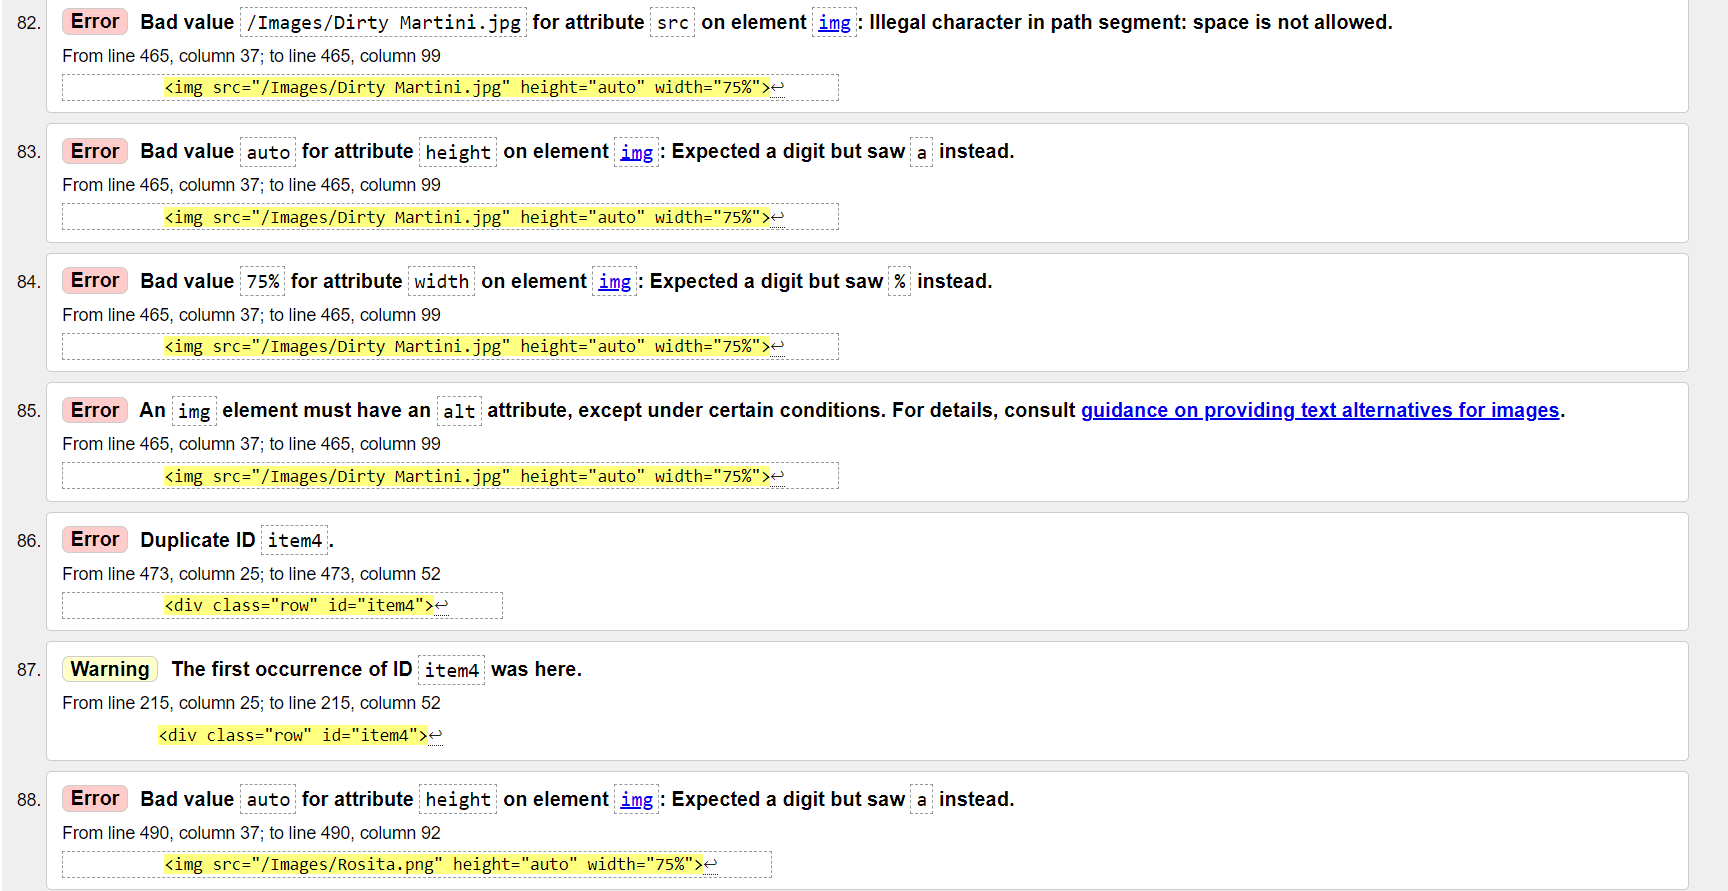 82. Error Bad value /Images/Dirty Martini.jpg for attribute src on element img: Illegal character in path segment: space is not allowed.
From line 465, column 37; to line 465, column 99
<img src="/Images/Dirty Martini.jpg" height="auto" width="75%">↩
83. Error Bad value auto for attribute height on element img: Expected a digit but saw a instead.
From line 465, column 37; to line 465, column 99
<img src="/Images/Dirty Martini.jpg" height="auto" width="75%">↩
84. Error Bad value 75% for attribute width on element img: Expected a digit but saw % instead.
From line 465, column 37; to line 465, column 99
<img src="/Images/Dirty Martini.jpg" height="auto" width="75%">↩
85. Error An img element must have an alt attribute, except under certain conditions. For details, consult guidance on providing text alternatives for images.
From line 465, column 37; to line 465, column 99
<img src="/Images/Dirty Martini.jpg" height="auto" width="75%">↩
86. Error Duplicate ID item4.
From line 473, column 25; to line 473, column 52
<div class="row" id="item4">↩
87. Warning The first occurrence of ID item4 was here.
From line 215, column 25; to line 215, column 52
<div class="row" id="item4">↩
88. Error Bad value auto for attribute height on element img: Expected a digit but saw a instead.
From line 490, column 37; to line 490, column 92
<img src="/Images/Rosita.png" height="auto" width="75%">↩